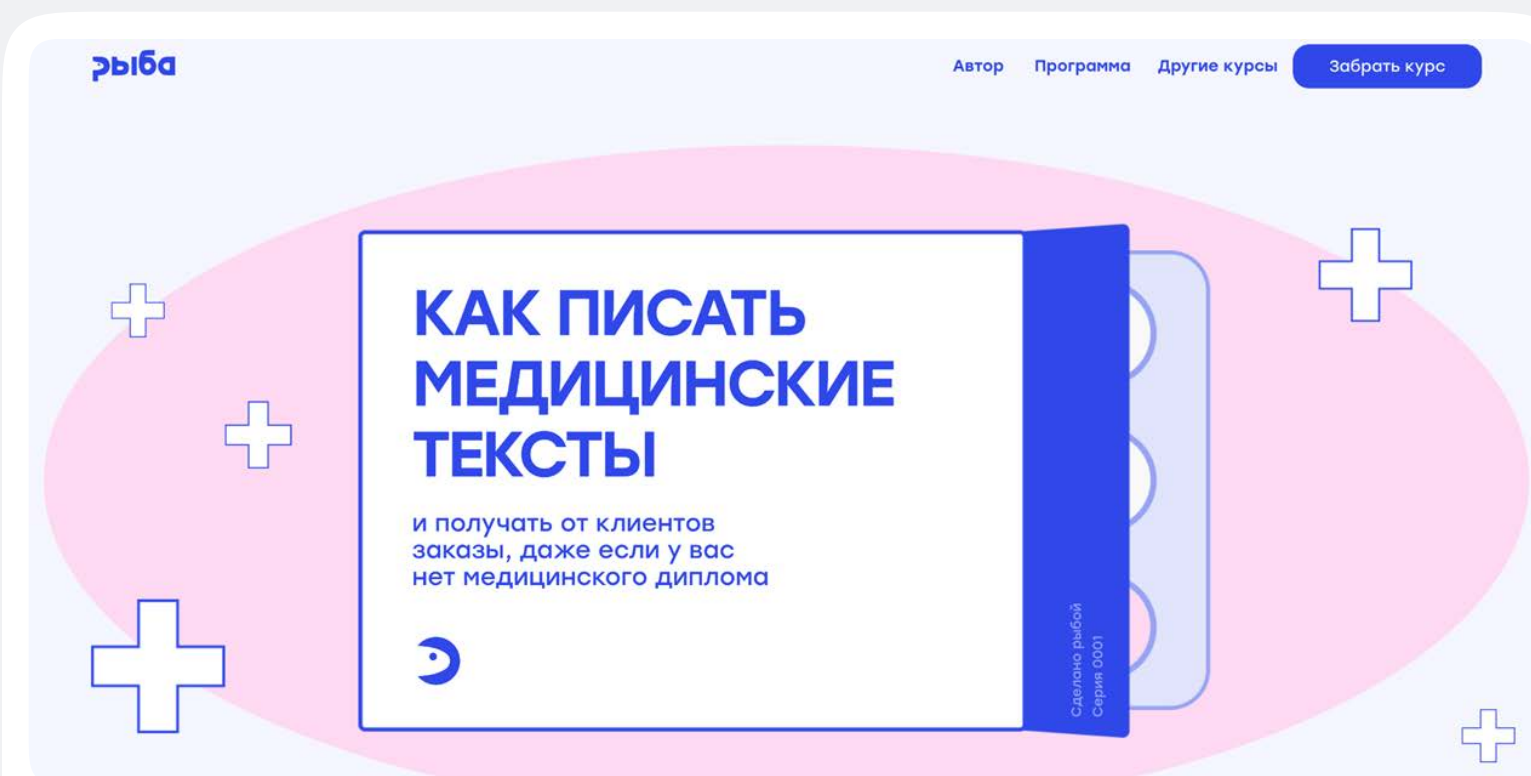 рыба
Автор Программа Другие курсы Забрать курс
КАК ПИСАТЬ
МЕДИЦИНСКИЕ
ТЕКСТЫ
и получать от клиентов
заказы, даже если у вас
нет медицинского диплома
Сделано рыбой
Серия 0001